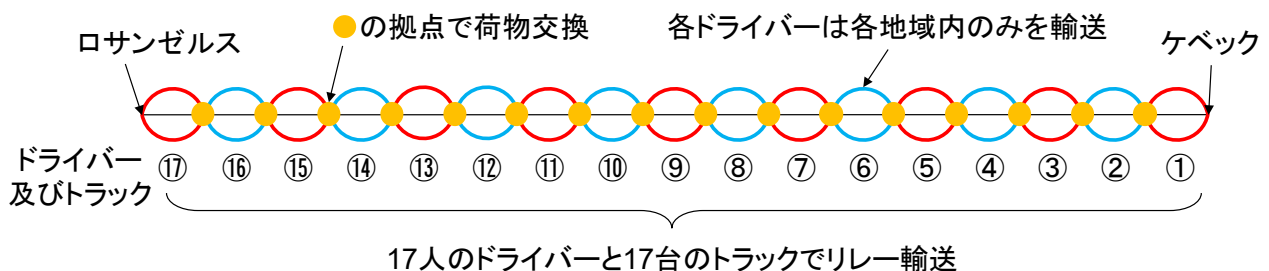 ●の拠点で荷物交換
各ドライバーは各地域内のみを輸送
ロサンゼルス
ケベック
ドライバー
及びトラック
⑰ ⑯ ⑮ ⑭ ⑬ ⑫ ⑪ ⑩ ⑨ ⑧ ⑦ ⑥ ⑤ ④ ③ ② ①
17人のドライバーと17台のトラックでリレー輸送